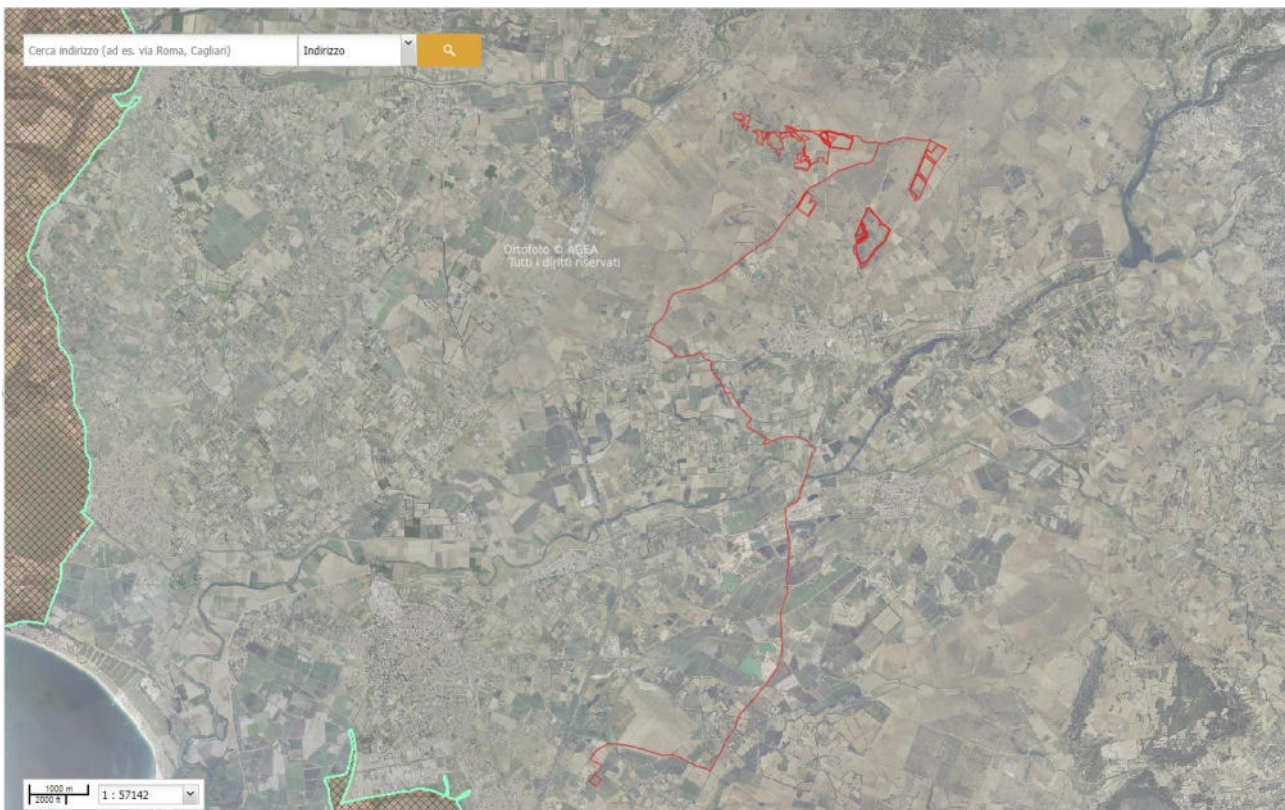 Cerca indirizzo (ad es. via Roma, Cagliari)
Indirizzo
Ortofoto © AGEA
Tutti i diritti riservati
1000 m
2000 ft
1 : 57142